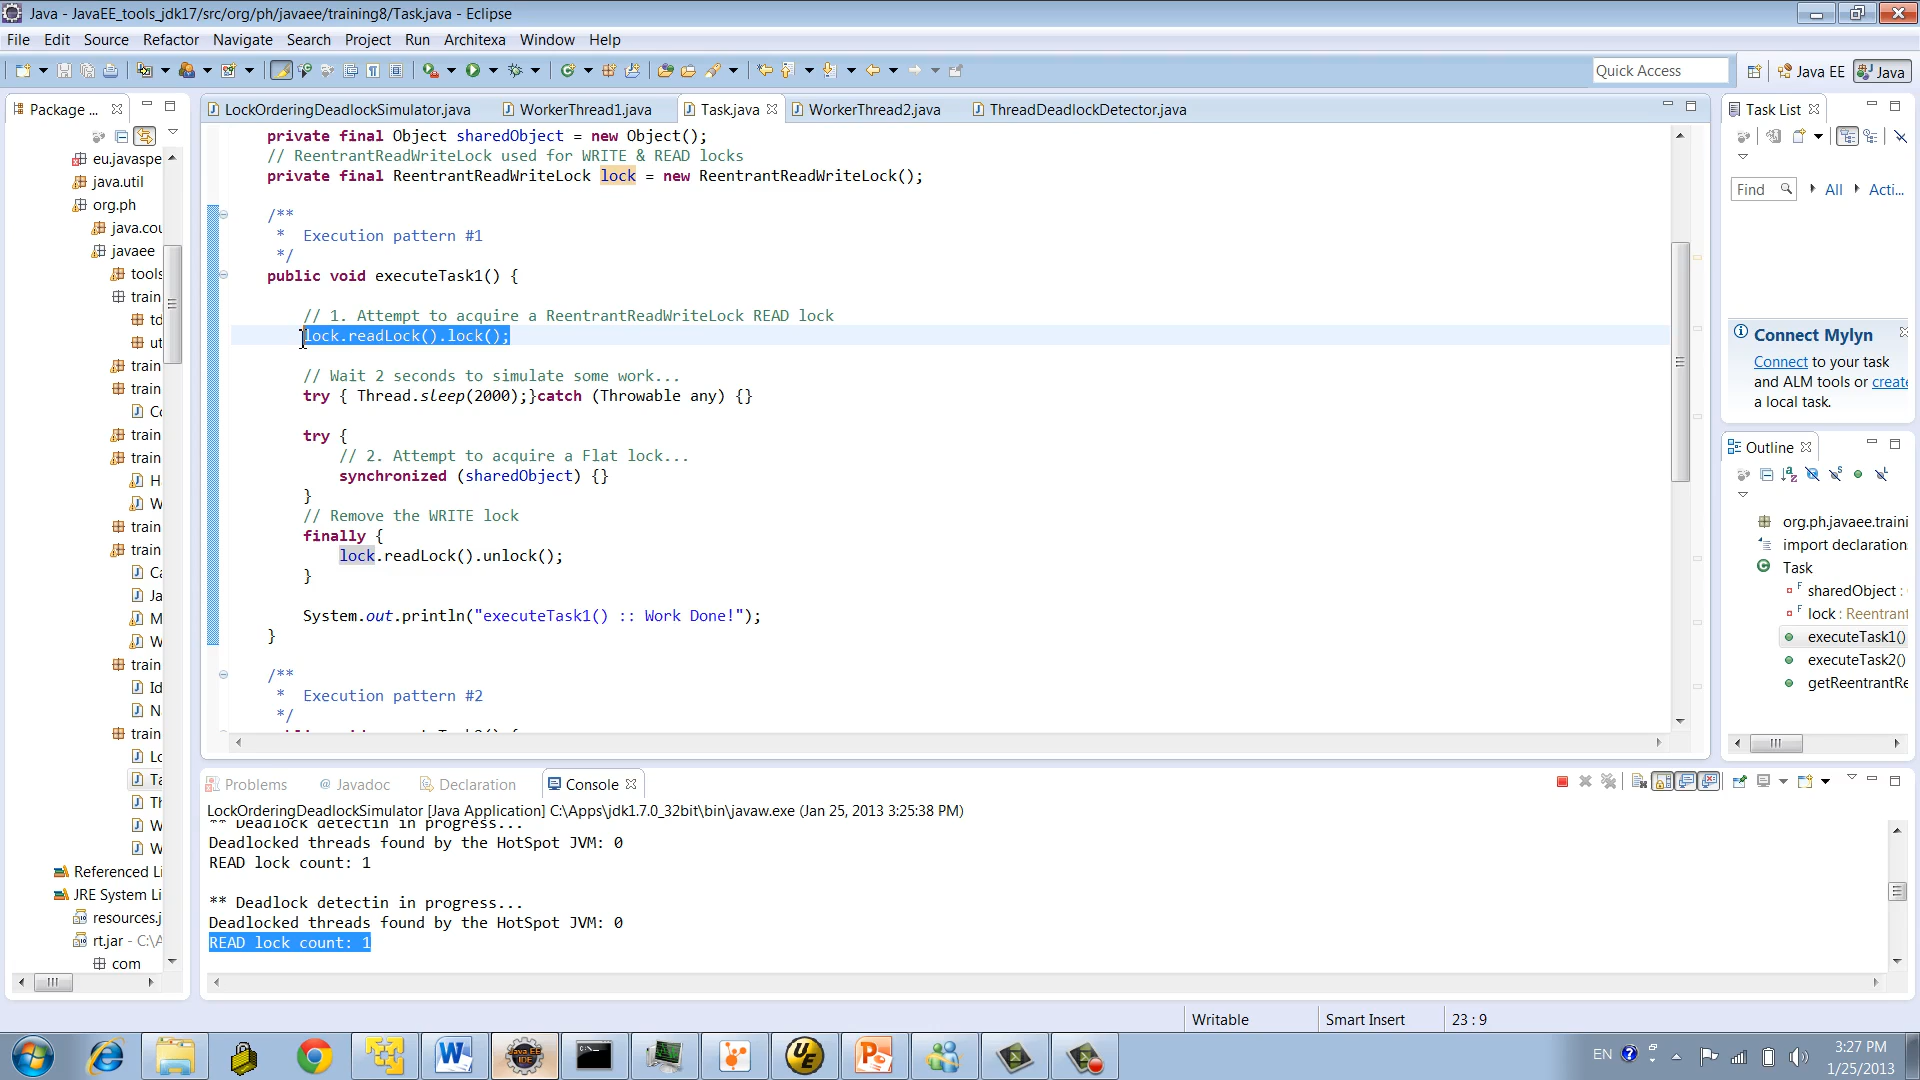 Java - JavaEE_tools_jdk17/src/org/ph/javaee/training8/Task.java - Eclipse
File Edit Source Refactor Navigate Search Project Run Architexa Window Help
Quick Access
Java EE
Java
Package ...
eu.javaspe
java.util
org.ph
java.cou
javaee
tools
train
td
ut
train
train
Cc
train
train
H
W
train
train
Ca
Ja
M
W
train
Id
N
train
Lc
Ta
Th
W
W
Referenced Li
JRE System Li
resources.j
rt.jar - C:\A
com
LockOrderingDeadlockSimulator.java
WorkerThread1.java
Task.java
WorkerThread2.java
ThreadDeadlockDetector.java
private final Object sharedObject = new Object();
// ReentrantReadWriteLock used for WRITE & READ locks
private final ReentrantReadWriteLock lock = new ReentrantReadWriteLock();
/**
* Execution pattern #1
*/
public void executeTask1() {
// 1. Attempt to acquire a ReentrantReadWriteLock READ lock
lock.readLock().lock();
// Wait 2 seconds to simulate some work...
try { Thread.sleep(2000);}catch (Throwable any) {}
try {
// 2. Attempt to acquire a Flat lock...
synchronized (sharedObject) {}
}
// Remove the WRITE lock
finally {
lock.readLock().unlock();
}
System.out.println("executeTask1() :: Work Done!");
}
/**
* Execution pattern #2
*/
Problems
@ Javadoc
Declaration
Console
LockOrderingDeadlockSimulator [Java Application] C:\Apps\jdk1.7.0_32bit\bin\javaw.exe (Jan 25, 2013 3:25:38 PM)
** Deadlock detectin in progress...
Deadlocked threads found by the HotSpot JVM: 0
READ lock count: 1
** Deadlock detectin in progress...
Deadlocked threads found by the HotSpot JVM: 0
READ lock count: 1
Task List
Find
All
Acti...
Connect Mylyn
Connect to your task
and ALM tools or create
a local task.
Outline
org.ph.javaee.traini
import declaration
Task
sharedObject :
lock : Reentrant
executeTask1()
executeTask2()
getReentrantRe
Writable
Smart Insert
23 : 9
EN
3:27 PM
1/25/2013